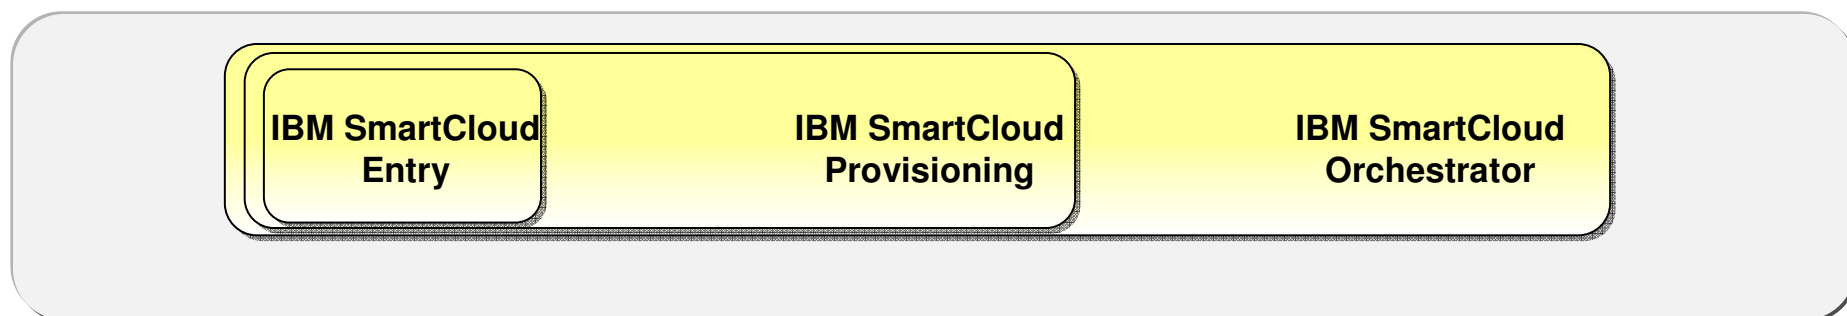 IBM SmartCloud
Entry
IBM SmartCloud
Provisioning
IBM SmartCloud
Orchestrator